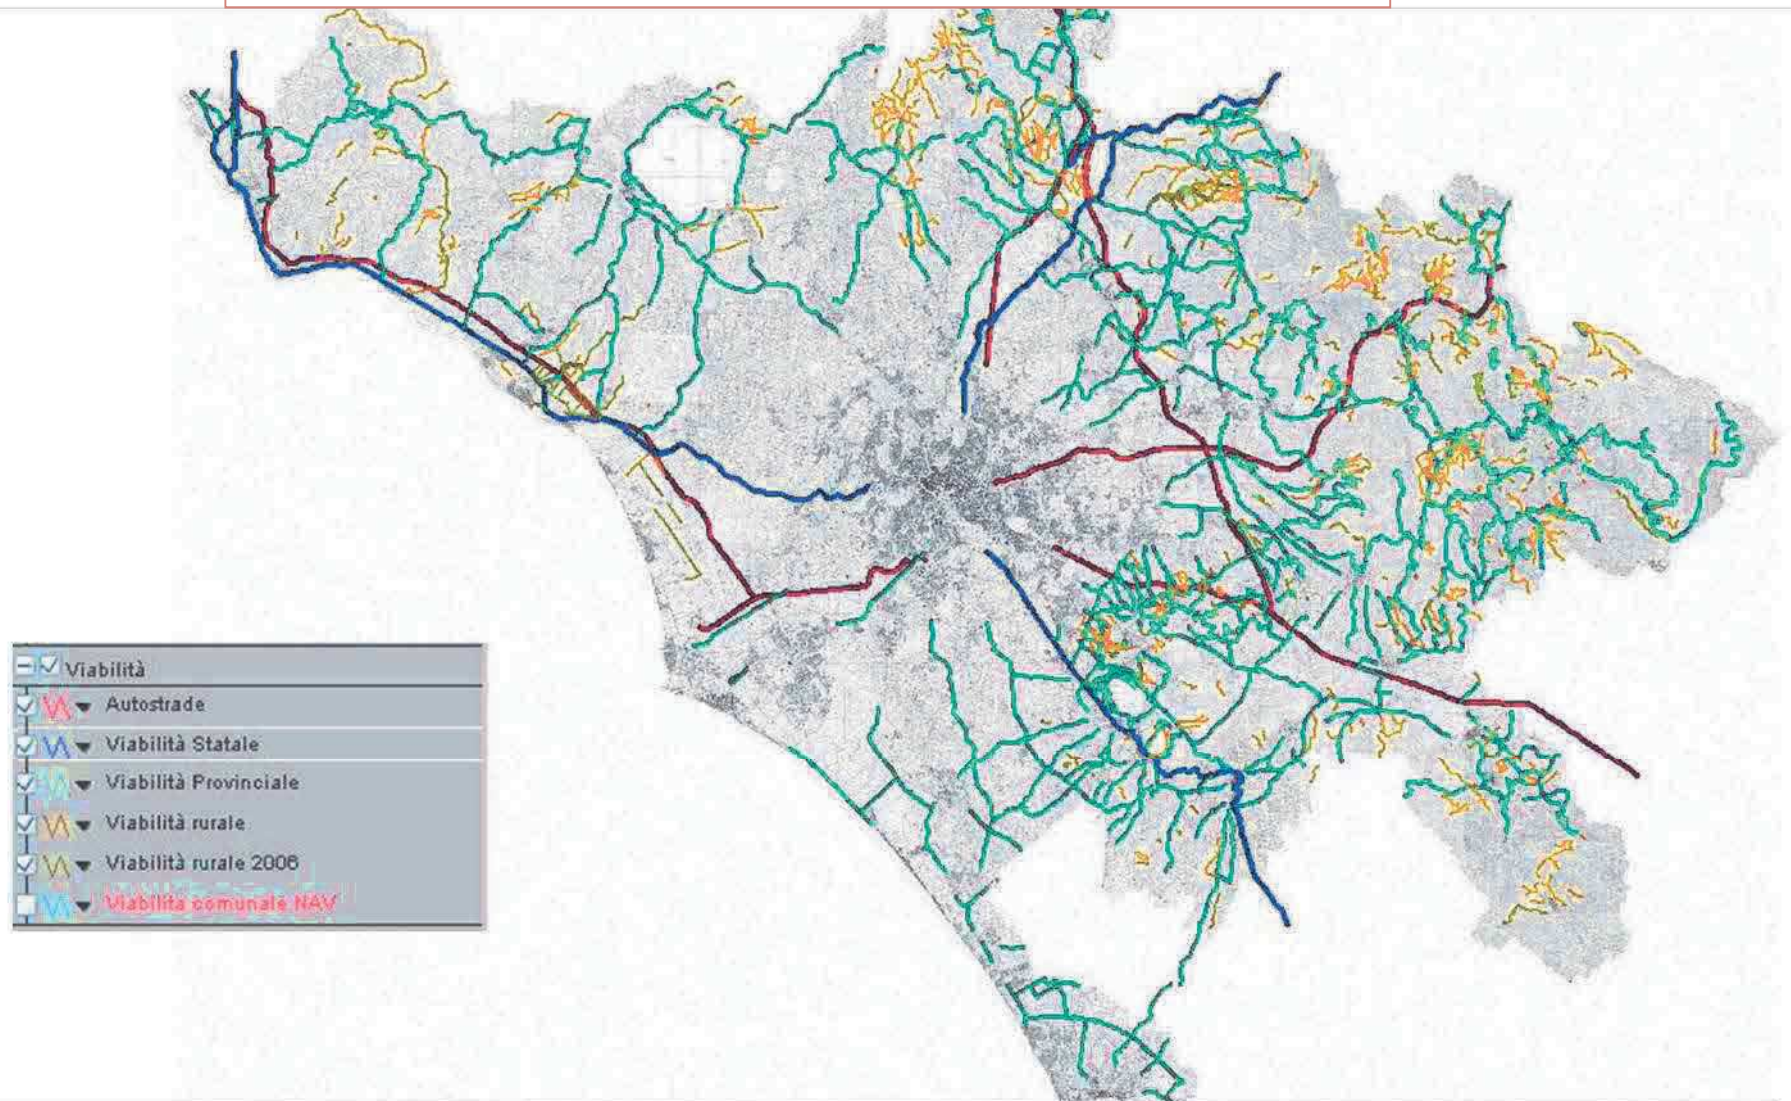 Viabilità
Autostrade
Viabilità Statale
Viabilità Provinciale
Viabilità rurale
Viabilità rurale 2006
Viabilità comunale NAV